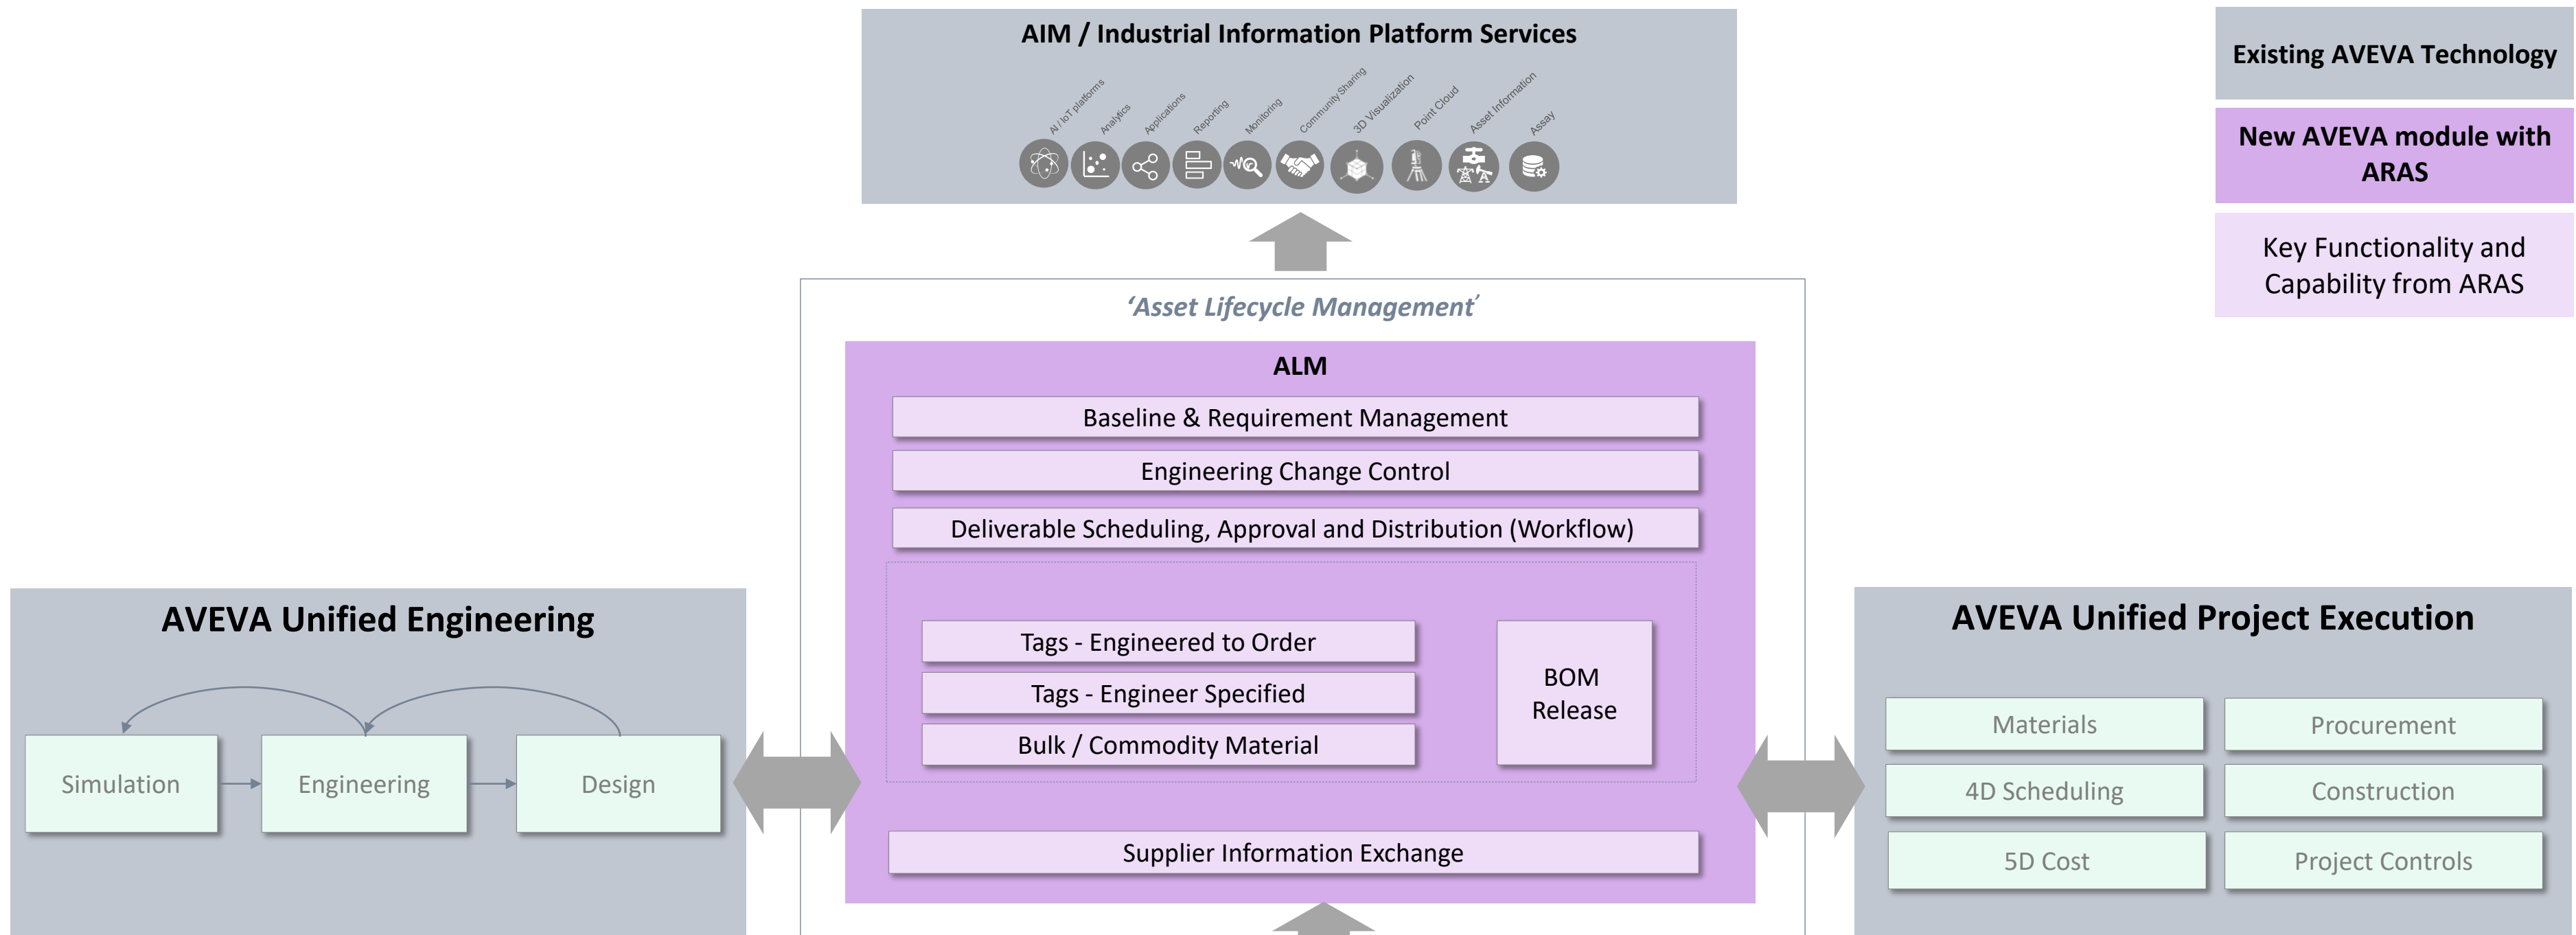 AIM / Industrial Information Platform Services
AI / IoT platforms
Analytics
Applications
Reporting
Monitoring
Community Sharing
3D Visualization
Point Cloud
Asset Information
Assay
Existing AVEVA Technology
New AVEVA module with
ARAS
Key Functionality and
Capability from ARAS
‘Asset Lifecycle Management’
ALM
Baseline & Requirement Management
Engineering Change Control
Deliverable Scheduling, Approval and Distribution (Workflow)
Tags - Engineered to Order
Tags - Engineer Specified
Bulk / Commodity Material
BOM
Release
Supplier Information Exchange
AVEVA Unified Engineering
Simulation
Engineering
Design
AVEVA Unified Project Execution
Materials
Procurement
4D Scheduling
Construction
5D Cost
Project Controls